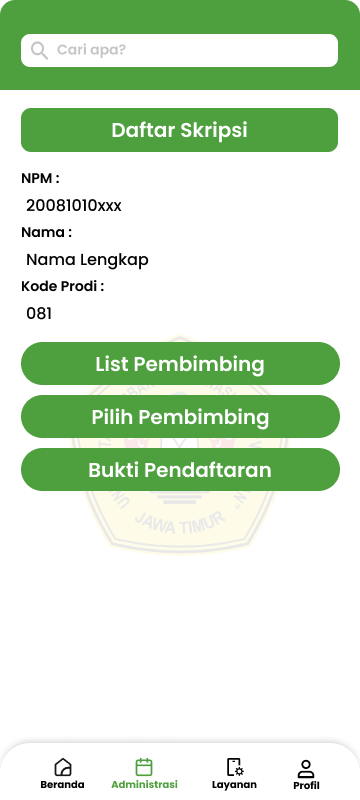 Cari apa?
Daftar Skripsi
NPM :
20081010xxx
Nama :
Nama Lengkap
Kode Prodi :
081
List Pembimbing
Pilih Pembimbing
Bukti Pendaftaran
JAWA TIMUR
Beranda
Administrasi
Layanan
Profil